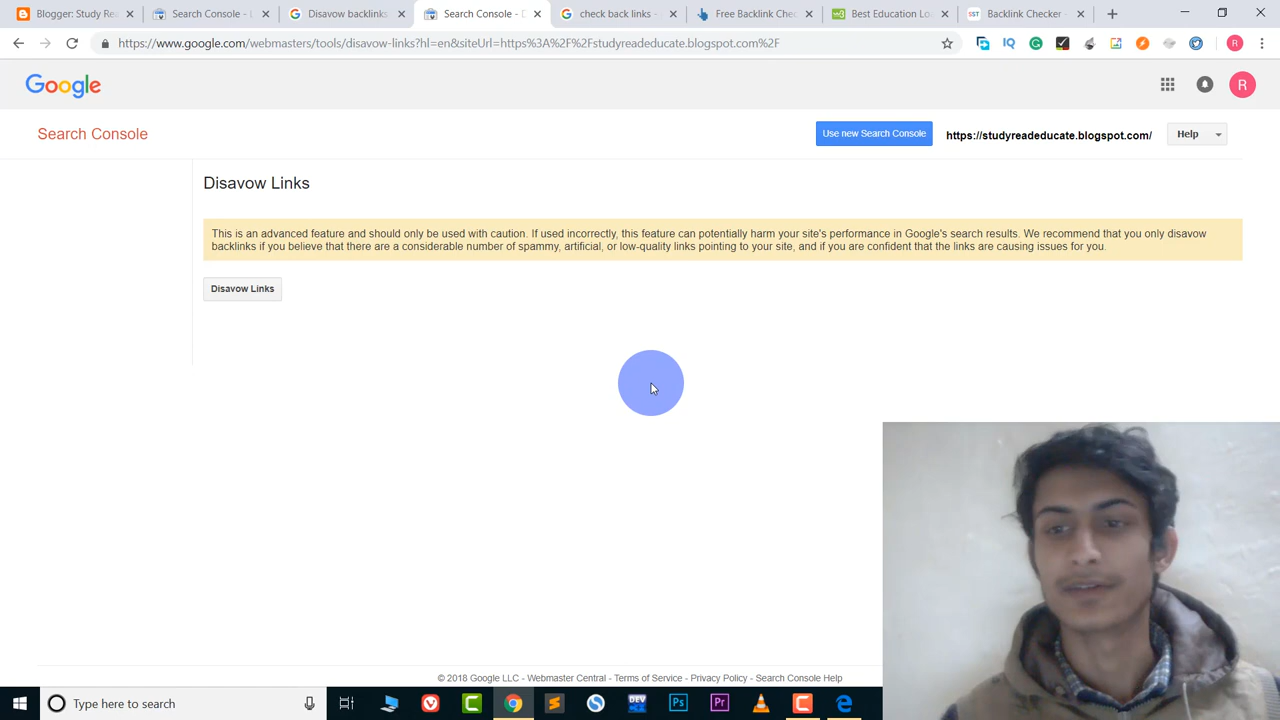 Blogger: Study Rea
Search Console - 
Disavow backlinks
Search Console - D
check back links -
Free Backlink Chec
Best Education Lo
Backlink Checker -
https://www.google.com/webmasters/tools/disavow-links?hl=en&siteUrl=https%3A%2F%2Fstudyreadeducate.blogspot.com%2F
IQ
R
Google
R
Search Console
Use new Search Console
https://studyreadeducate.blogspot.com/
Help
Disavow Links
This is an advanced feature and should only be used with caution. If used incorrectly, this feature can potentially harm your site's performance in Google's search results. We recommend that you only disavow
backlinks if you believe that there are a considerable number of spammy, artificial, or low-quality links pointing to your site, and if you are confident that the links are causing issues for you.
Disavow Links
© 2018 Google LLC - Webmaster Central - Terms of Service - Privacy Policy - Search Console Help
Type here to search
DEV
Ps
Pr